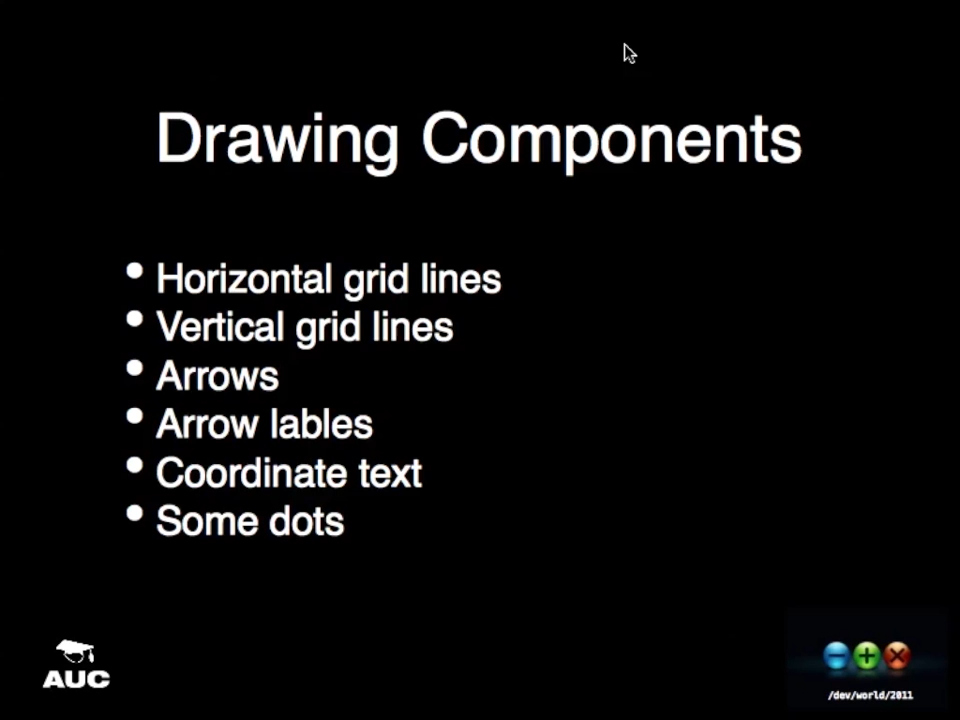 Drawing Components
• Horizontal grid lines
• Vertical grid lines
• Arrows
• Arrow lables
• Coordinate text
• Some dots
AUC
/dev/world/2011